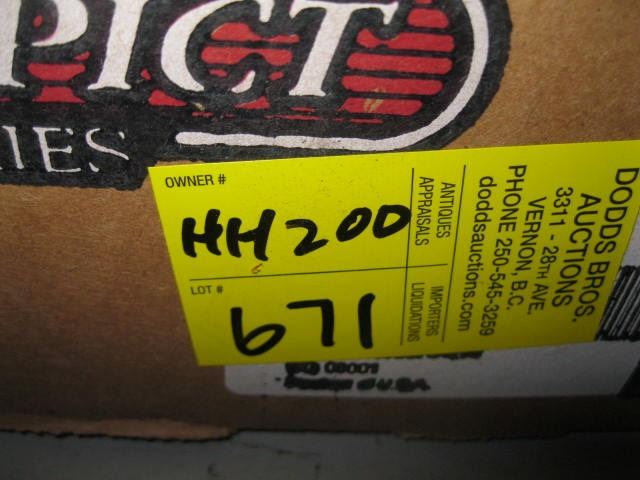 PICT
IES
OWNER #
HH200
LOT #
671
ANTIQUES
APPRAISALS
IMPORTERS
LIQUIDATIONS
DODDS BROS.
AUCTIONS
3311 - 28TH AVE.
VERNON, B.C.
PHONE 250-545-3259
doddsauctions.com